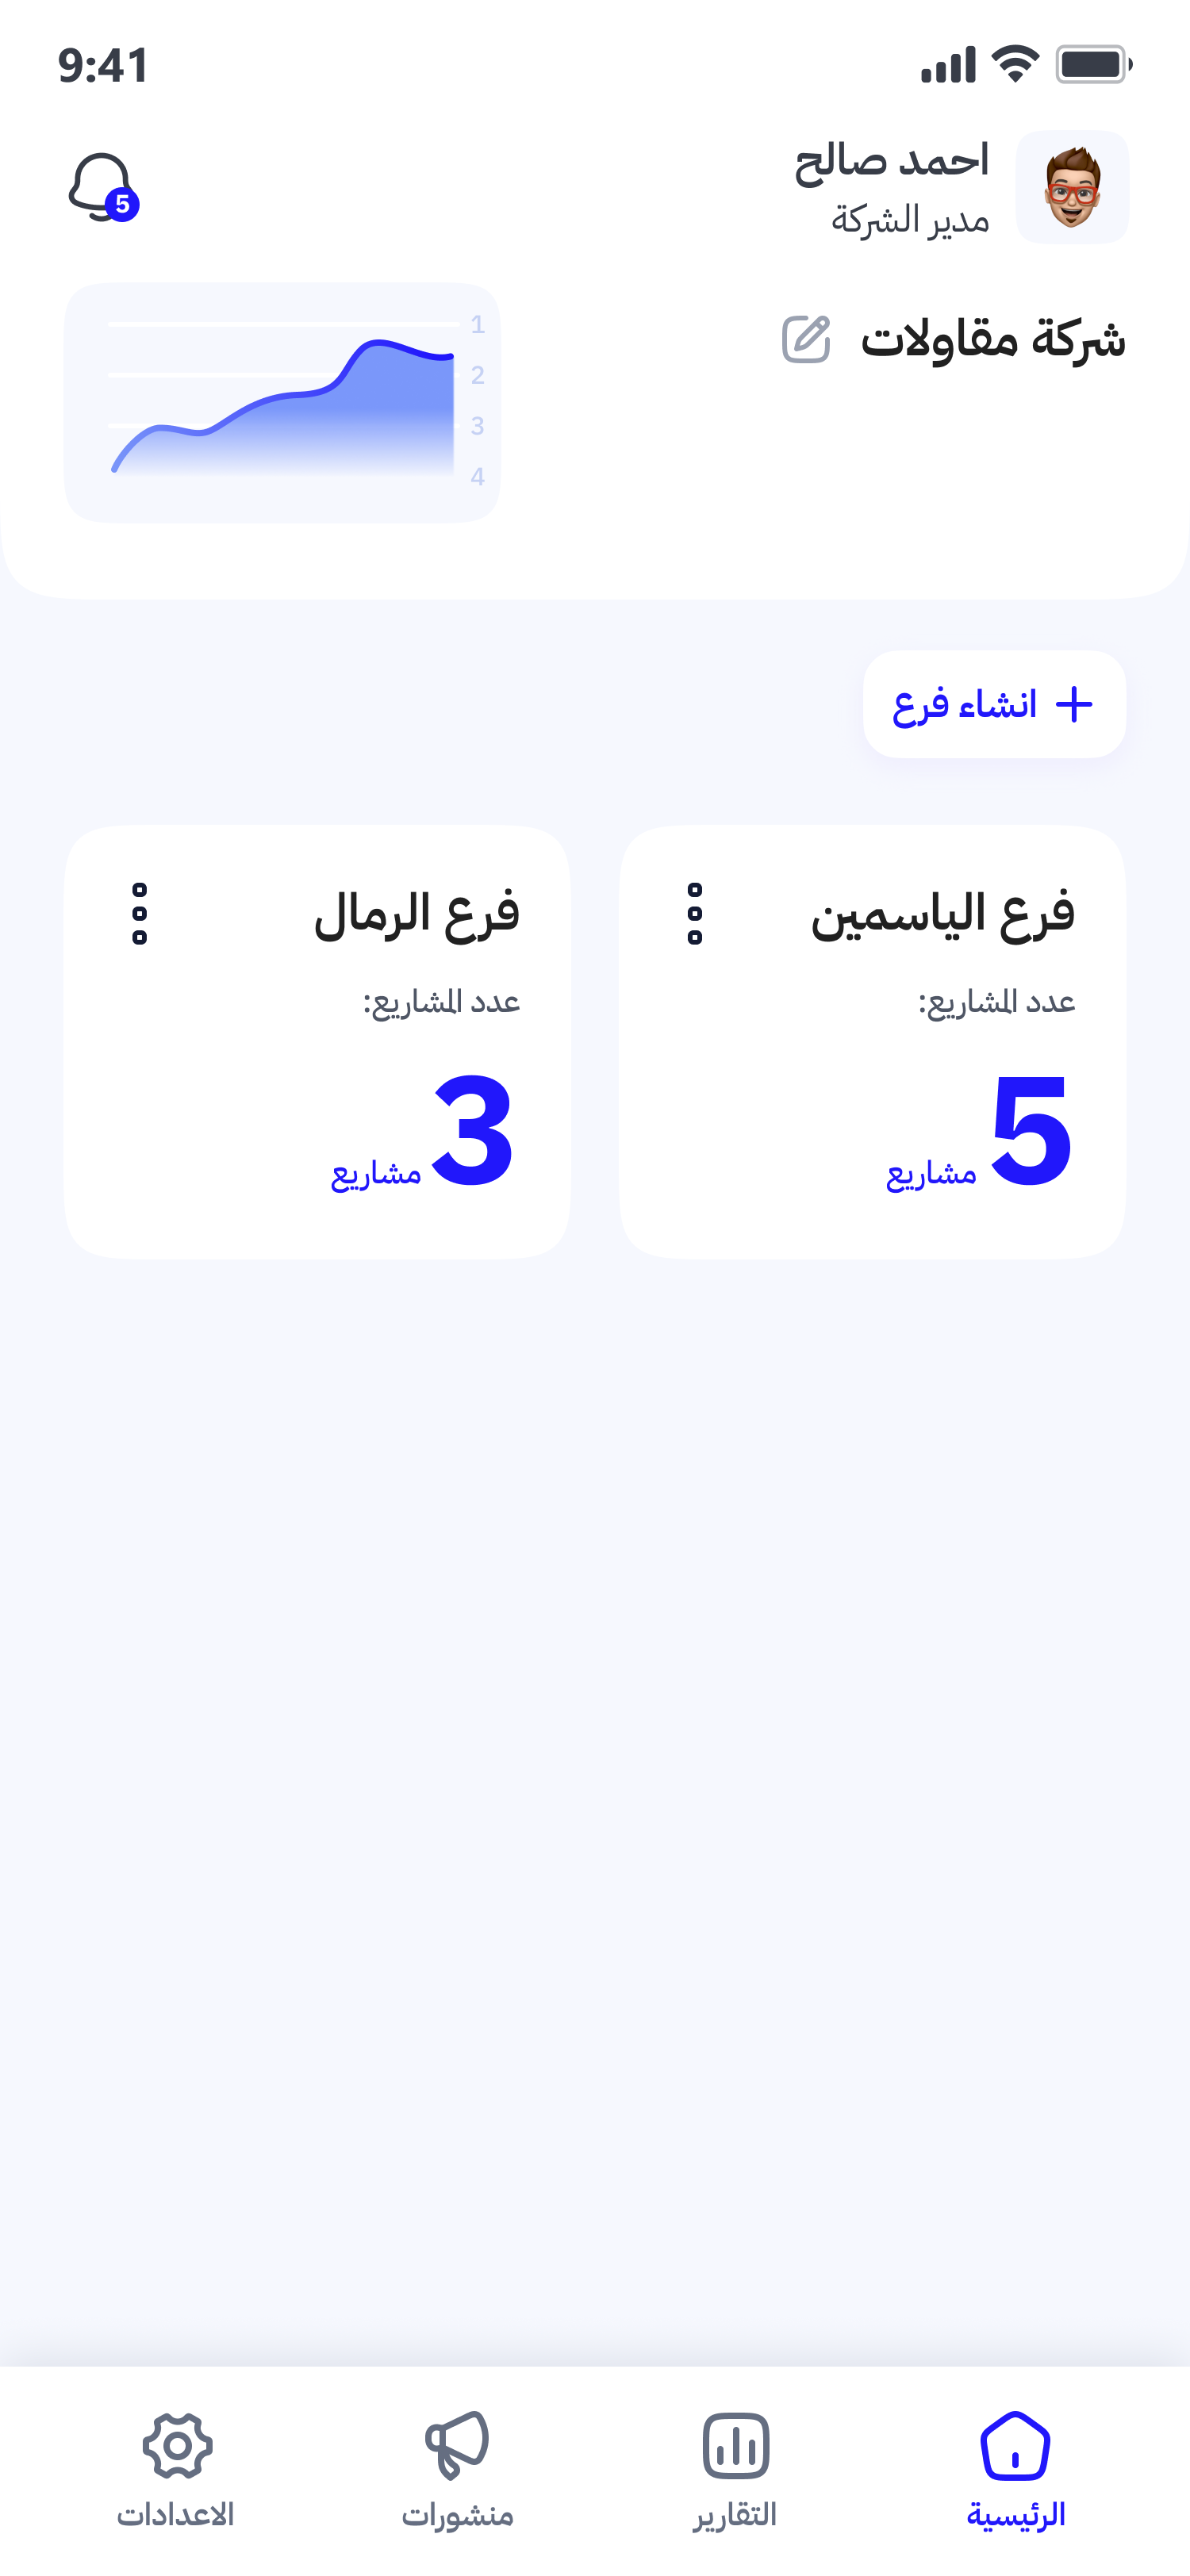 9:41
احمد صالح
مدير الشركة
5
شركة مقاولات
1
2
3
4
انشاء فرع
فرع الياسمين
عدد المشاريع:
5 مشاريع
فرع الرمال
عدد المشاريع:
3 مشاريع
الرئيسية
التقارير
منشورات
الاعدادات